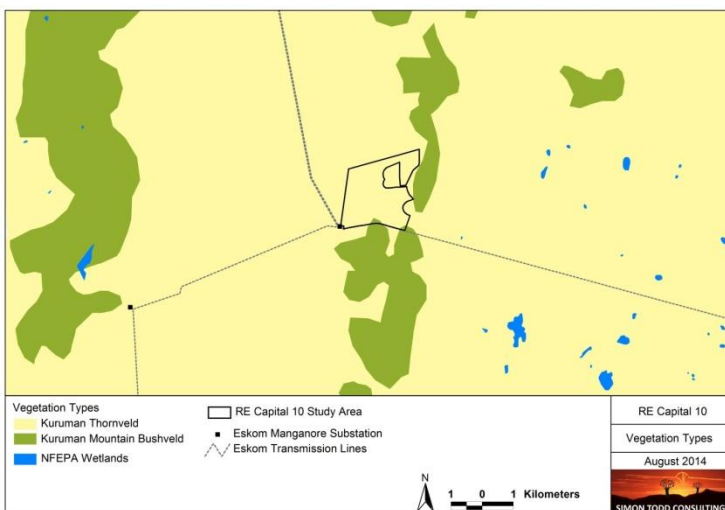 Vegetation Types
Kuruman Thornveld
Kuruman Mountain Bushveld
NFEPA Wetlands
RE Capital 10 Study Area
Eskom Manganore Substation
Eskom Transmission Lines
N
1 0 1 Kilometers
RE Capital 10
Vegetation Types
August 2014
SIMON TODD CONSULTING